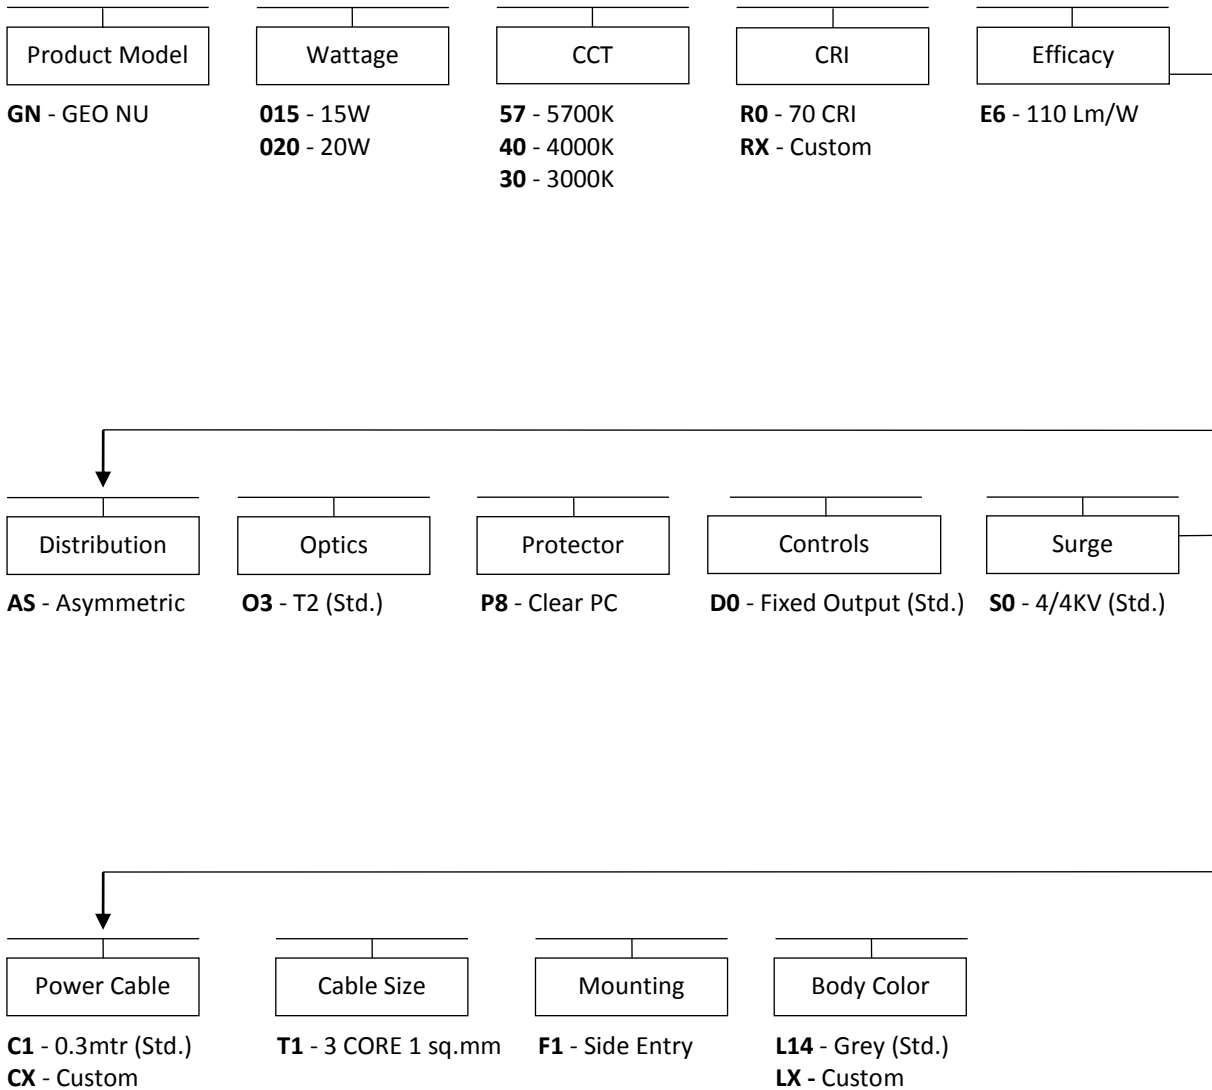 Product Model Wattage CCT CRI Efficacy
GN - GEO NU 015 - 15W 57 - 5700K R0 - 70 CRI E6 - 110 Lm/W
020 - 20W 40 - 4000K RX - Custom
30 - 3000K
Distribution Optics Protector Controls Surge
AS - Asymmetric O3 - T2 (Std.) P8 - Clear PC D0 - Fixed Output (Std.) S0 - 4/4KV (Std.)
Power Cable Cable Size Mounting Body Color
C1 - 0.3mtr (Std.) T1 - 3 CORE 1 sq.mm F1 - Side Entry L14 - Grey (Std.)
CX - Custom LX - Custom